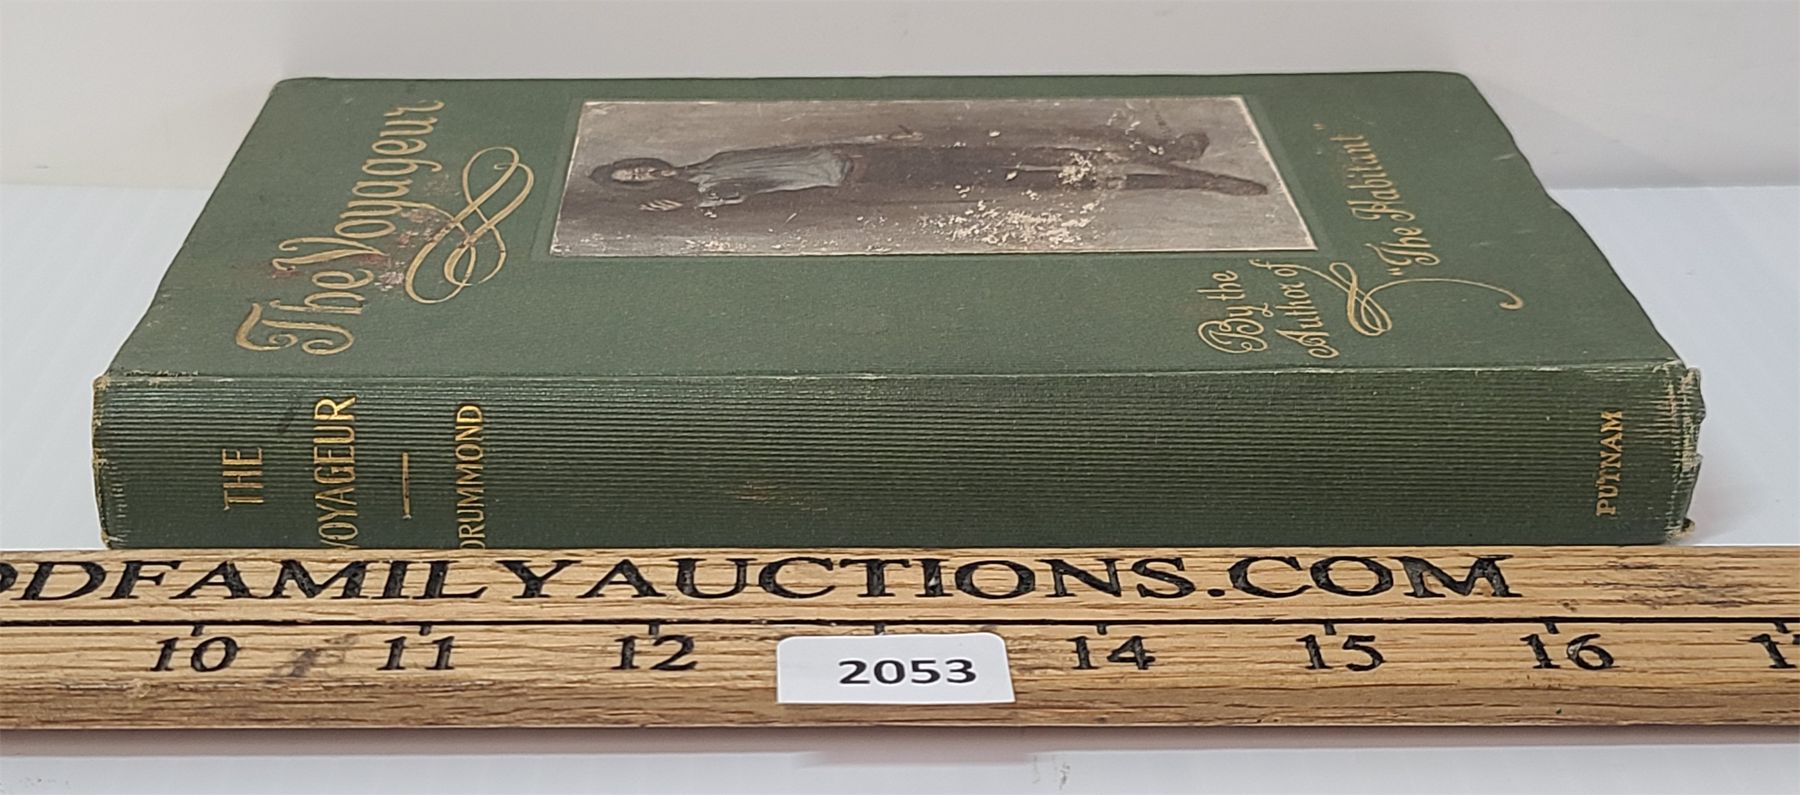 The Voyageur
By the
Author of
"The Habitant"
THE
VOYAGEUR
DRUMMOND
PUTNAM
ODFAMILYAUCTIONS.COM
10 11 12 14 15 16
2053